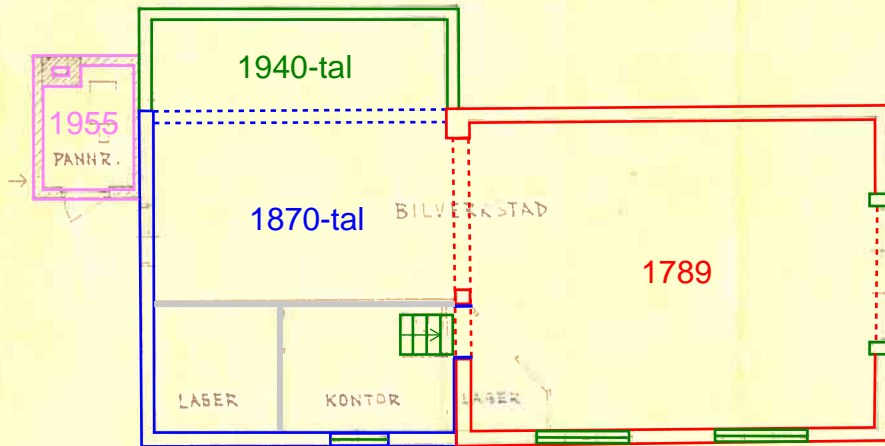 1940-tal
1955
PANNR.
1870-tal
BILVERKSTAD
1789
LAGER
KONTOR
LAGER